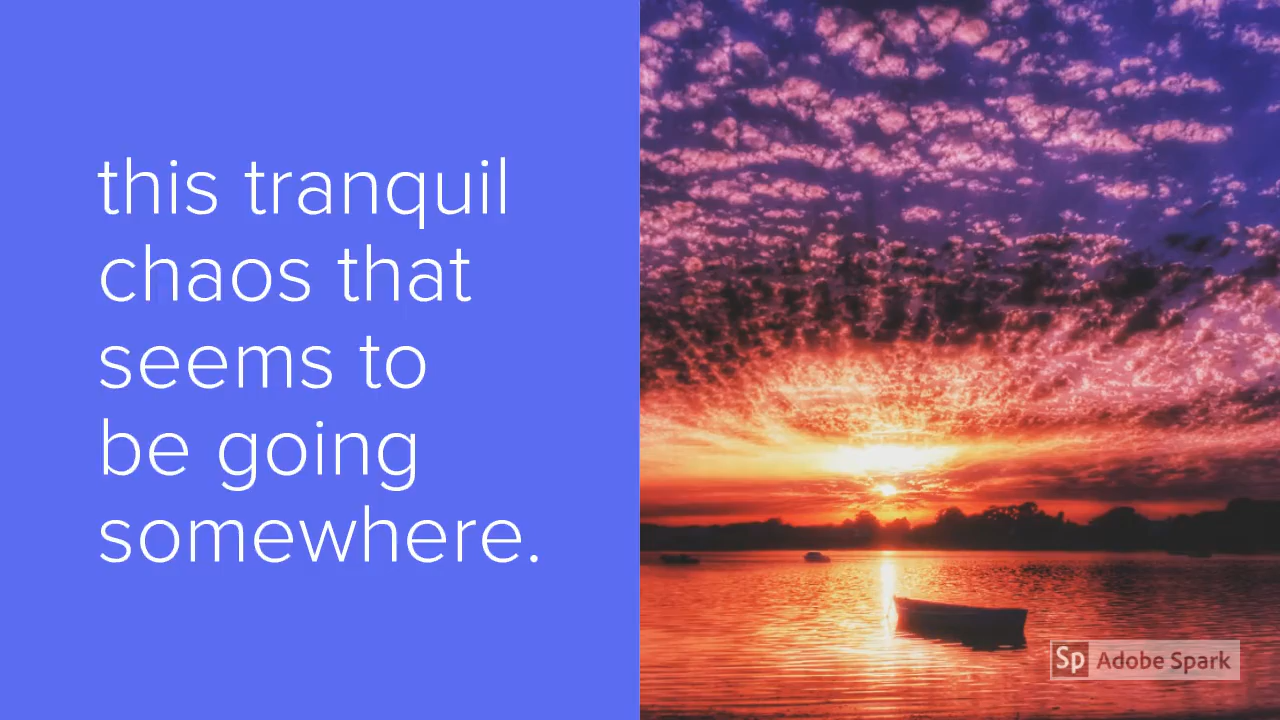 this tranquil
chaos that
seems to
be going
somewhere.
Sp Adobe Spark